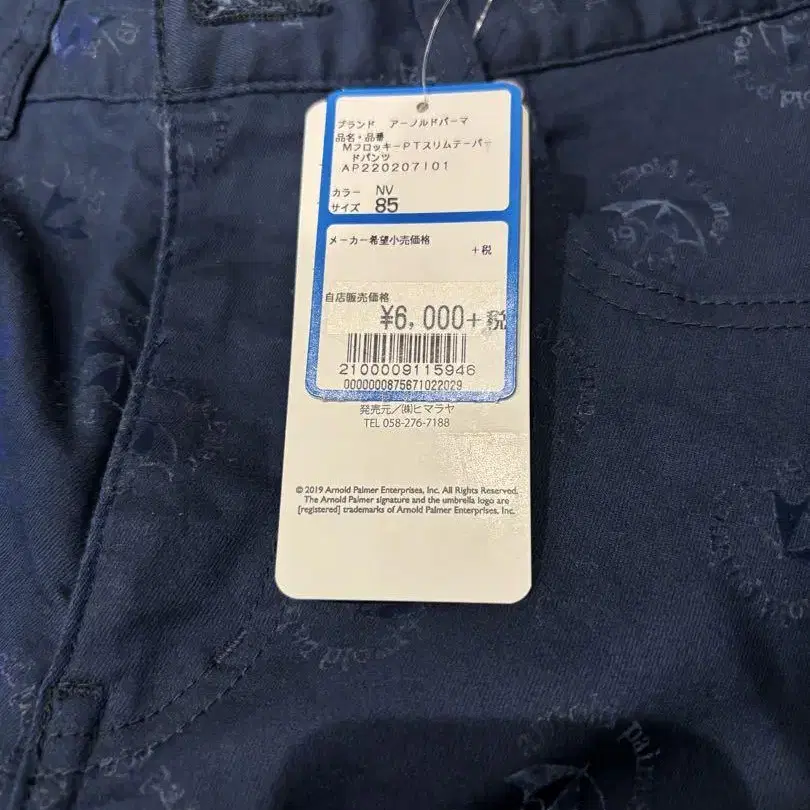 ブランド アーノルドパーマ
品名・品番
MフロッキーPTスリムテーパー
ドパンツ
AP220207I01
カラー NV
サイズ 85
メーカー希望小売価格
+税
自店販売価格
¥6,000+税
2100009115946
0000000875671022029
発売元/㈱ヒマラヤ
TEL 058-276-7188
© 2019 Arnold Palmer Enterprises, Inc. All Rights Reserved.
The Arnold Palmer signature and the umbrella logo are
[registered] trademarks of Arnold Palmer Enterprises, Inc.
arnold palmer